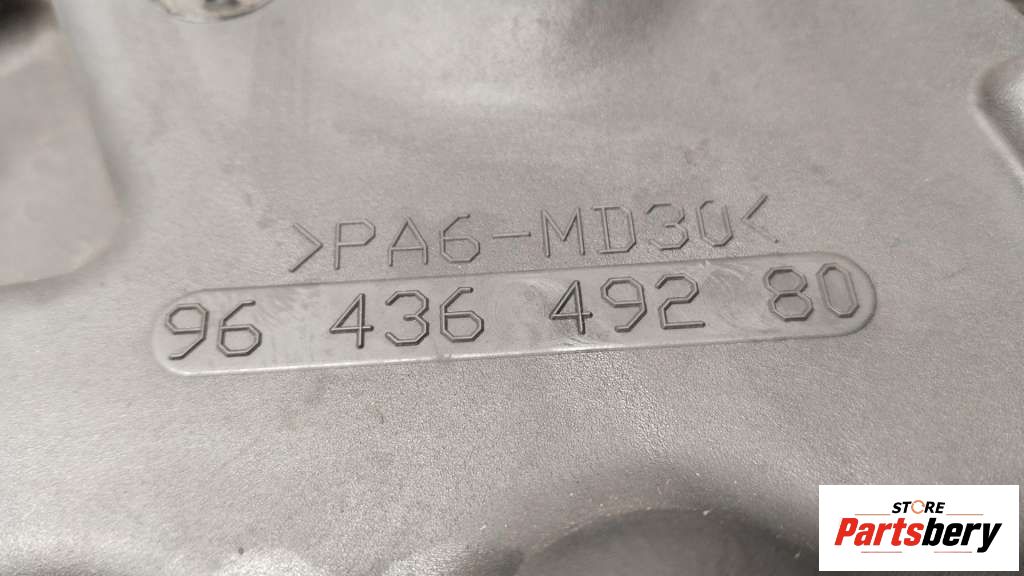 >PA6-MD30<
96 436 492 80
STORE
Partsbery